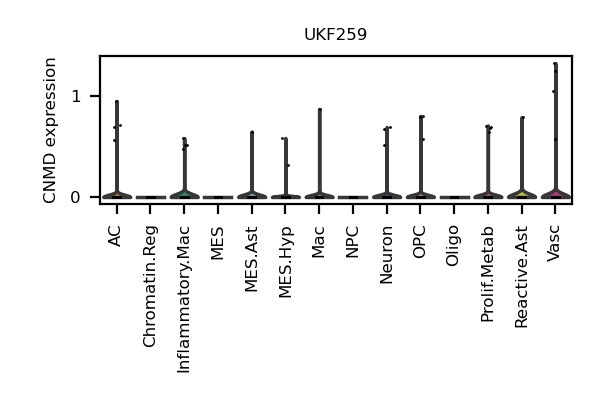 UKF259
CNMD expression
1
0
AC
Chromatin.Reg
Inflammatory.Mac
MES
MES.Ast
MES.Hyp
Mac
NPC
Neuron
OPC
Oligo
Prolif.Metab
Reactive.Ast
Vasc